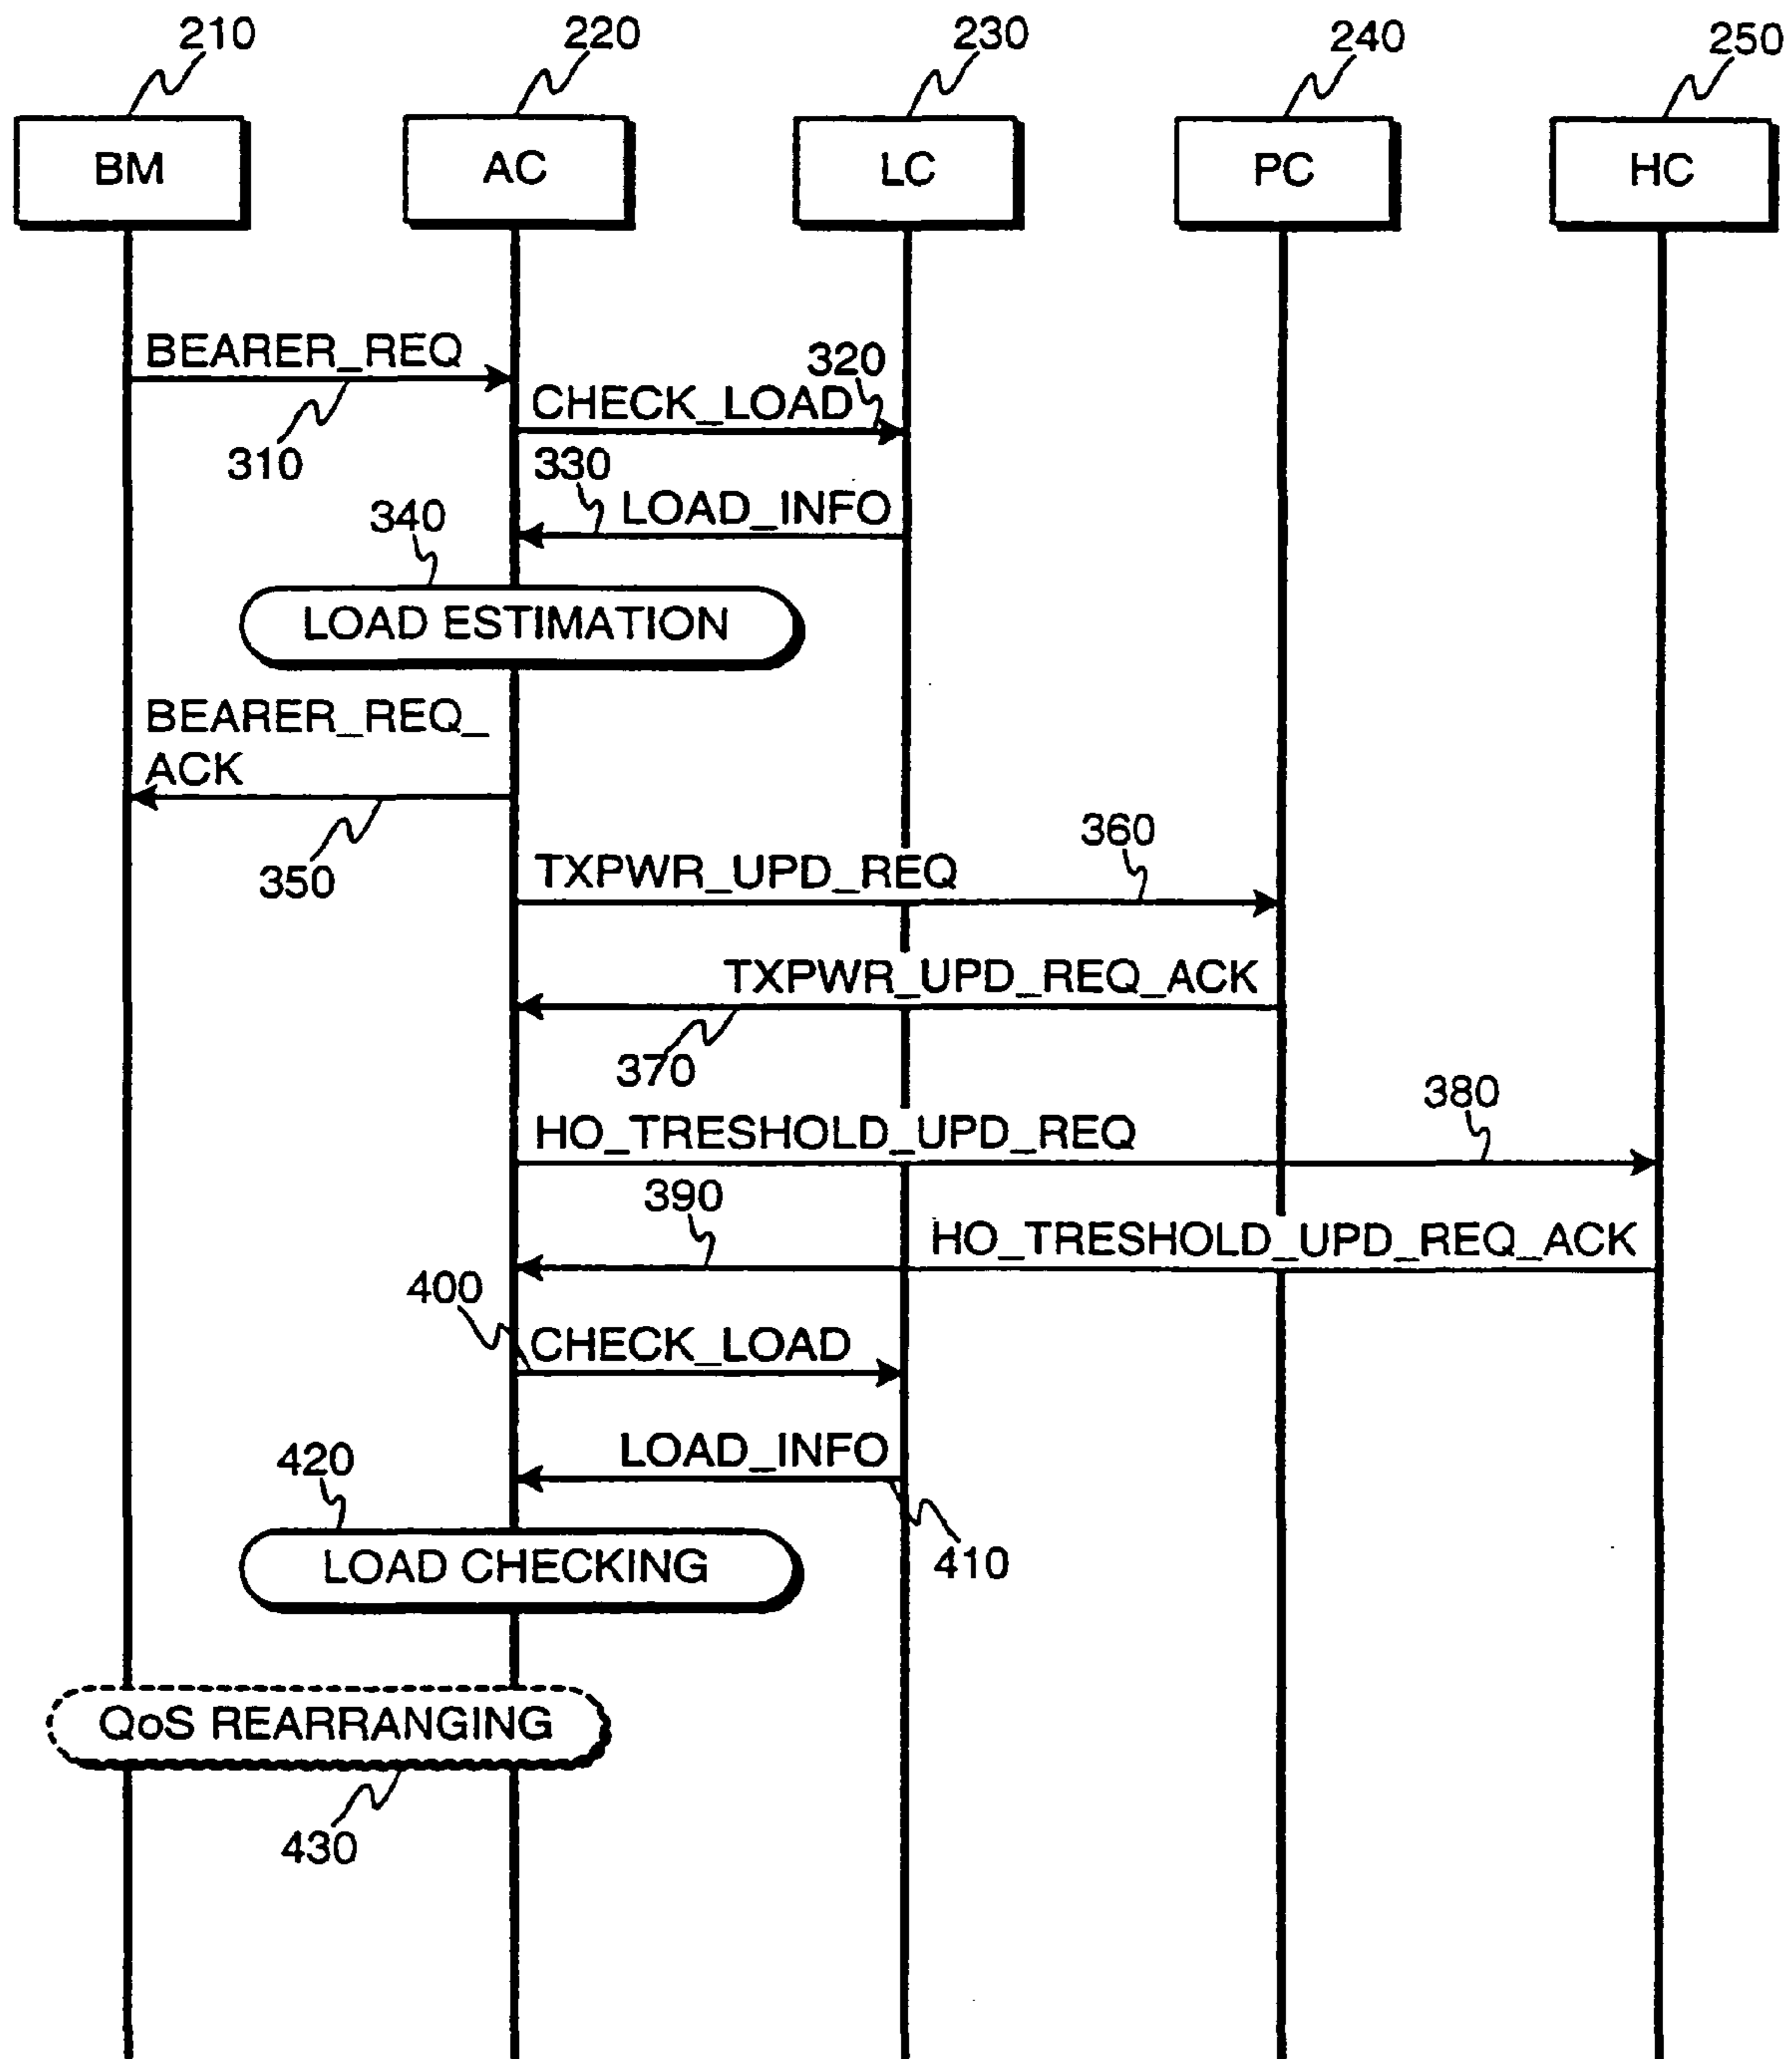 210
220
230
240
250
BM
AC
LC
PC
HC
BEARER_REQ
310
320
CHECK_LOAD
330
LOAD_INFO
340
LOAD ESTIMATION
BEARER_REQ_
ACK
350
360
TXPWR_UPD_REQ
TXPWR_UPD_REQ_ACK
370
380
HO_TRESHOLD_UPD_REQ
390
HO_TRESHOLD_UPD_REQ_ACK
400
CHECK_LOAD
LOAD_INFO
410
420
LOAD CHECKING
QoS REARRANGING
430